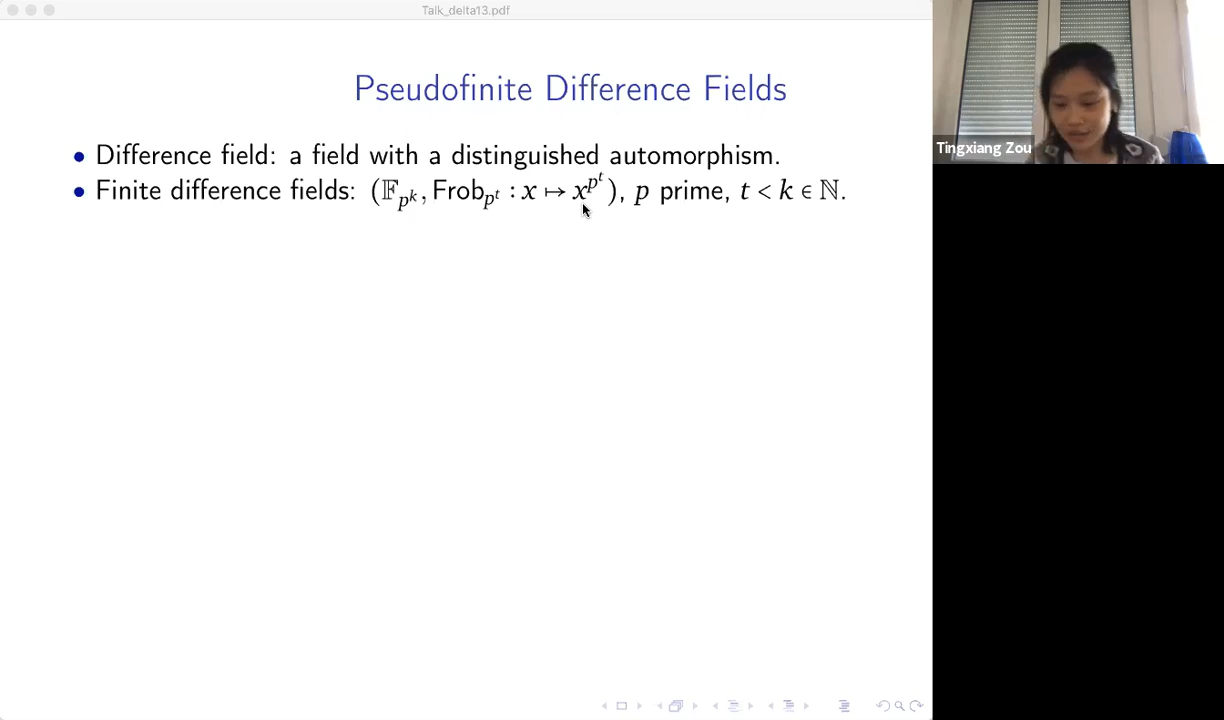 Talk_delta13.pdf
Pseudofinite Difference Fields
• Difference field: a field with a distinguished automorphism.
• Finite difference fields: (𝔽_{p^k}, Frob_{p^t} : x ↦ x^{p^t}), p prime, t < k ∈ ℕ.
Tingxiang Zou